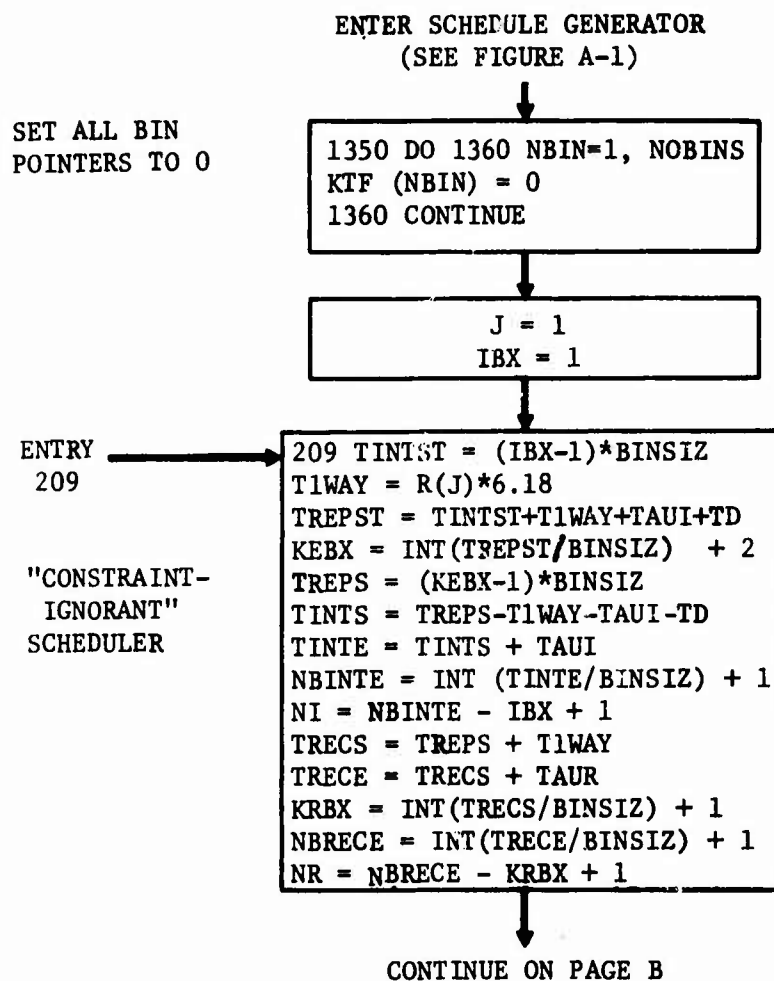 ENTER SCHEDULE GENERATOR
(SEE FIGURE A-1)
SET ALL BIN
POINTERS TO 0
1350 DO 1360 NBIN=1, NOBINS
KTF (NBIN) = 0
1360 CONTINUE
J = 1
IBX = 1
ENTRY
209
209 TINTST = (IBX-1)*BINSIZ
T1WAY = R(J)*6.18
TREPST = TINTST+T1WAY+TAUI+TD
KEBX = INT(TREPST/BINSIZ) + 2
TREPS = (KEBX-1)*BINSIZ
TINTS = TREPS-T1WAY-TAUI-TD
TINTE = TINTS + TAUI
NBINTE = INT (TINTE/BINSIZ) + 1
NI = NBINTE - IBX + 1
TRECS = TREPS + T1WAY
TRECE = TRECS + TAUR
KRBX = INT(TRECS/BINSIZ) + 1
NBRECE = INT(TRECE/BINSIZ) + 1
NR = NBRECE - KRBX + 1
"CONSTRAINT-
IGNORANT"
SCHEDULER
CONTINUE ON PAGE B